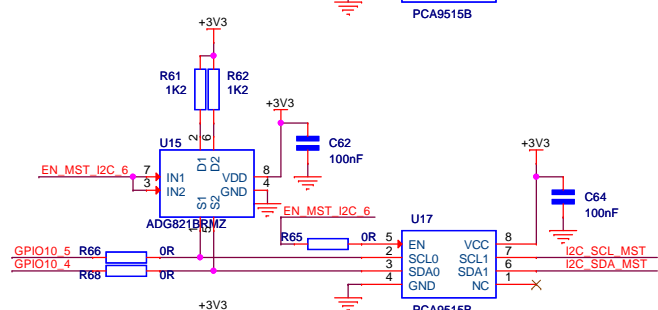 PCA9515B
+3V3
R61
1K2
R62
1K2
+3V3
U15
2
6
D1
D2
C62
100nF
+3V3
EN_MST_I2C_6
7
IN1
VDD
8
3
IN2
GND
4
S1
S2
C64
100nF
ADG821BRMZ
1
5
EN_MST_I2C_6
U17
R65
0R
5
EN
VCC
8
GPIO10_5
R66
0R
2
SCL0
SCL1
7
I2C_SCL_MST
GPIO10_4
R68
0R
3
SDA0
SDA1
6
I2C_SDA_MST
4
GND
NC
1
+3V3
PCA9515B